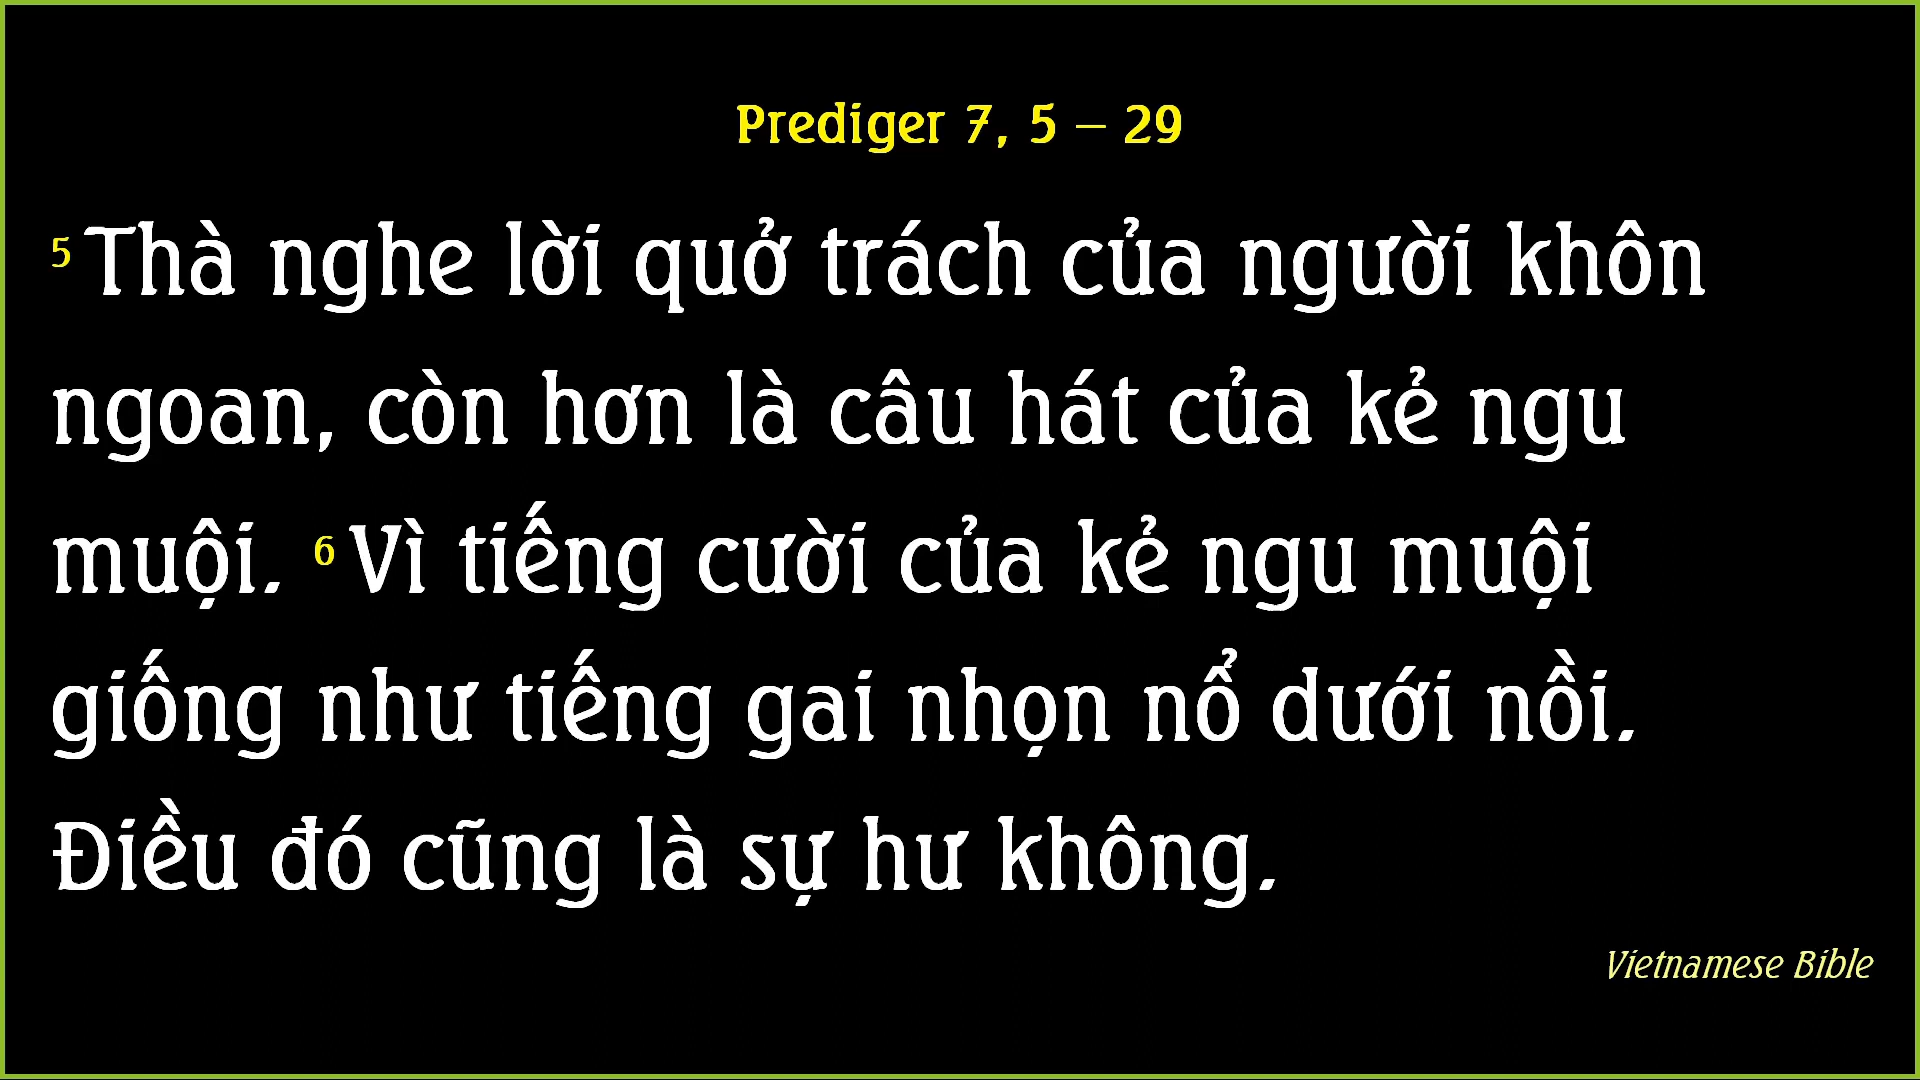 Prediger 7, 5 – 29
5 Thà nghe lời quở trách của người khôn
ngoan, còn hơn là câu hát của kẻ ngu
muội. 6 Vì tiếng cười của kẻ ngu muội
giống như tiếng gai nhọn nổ dưới nồi.
Điều đó cũng là sự hư không.
Vietnamese Bible